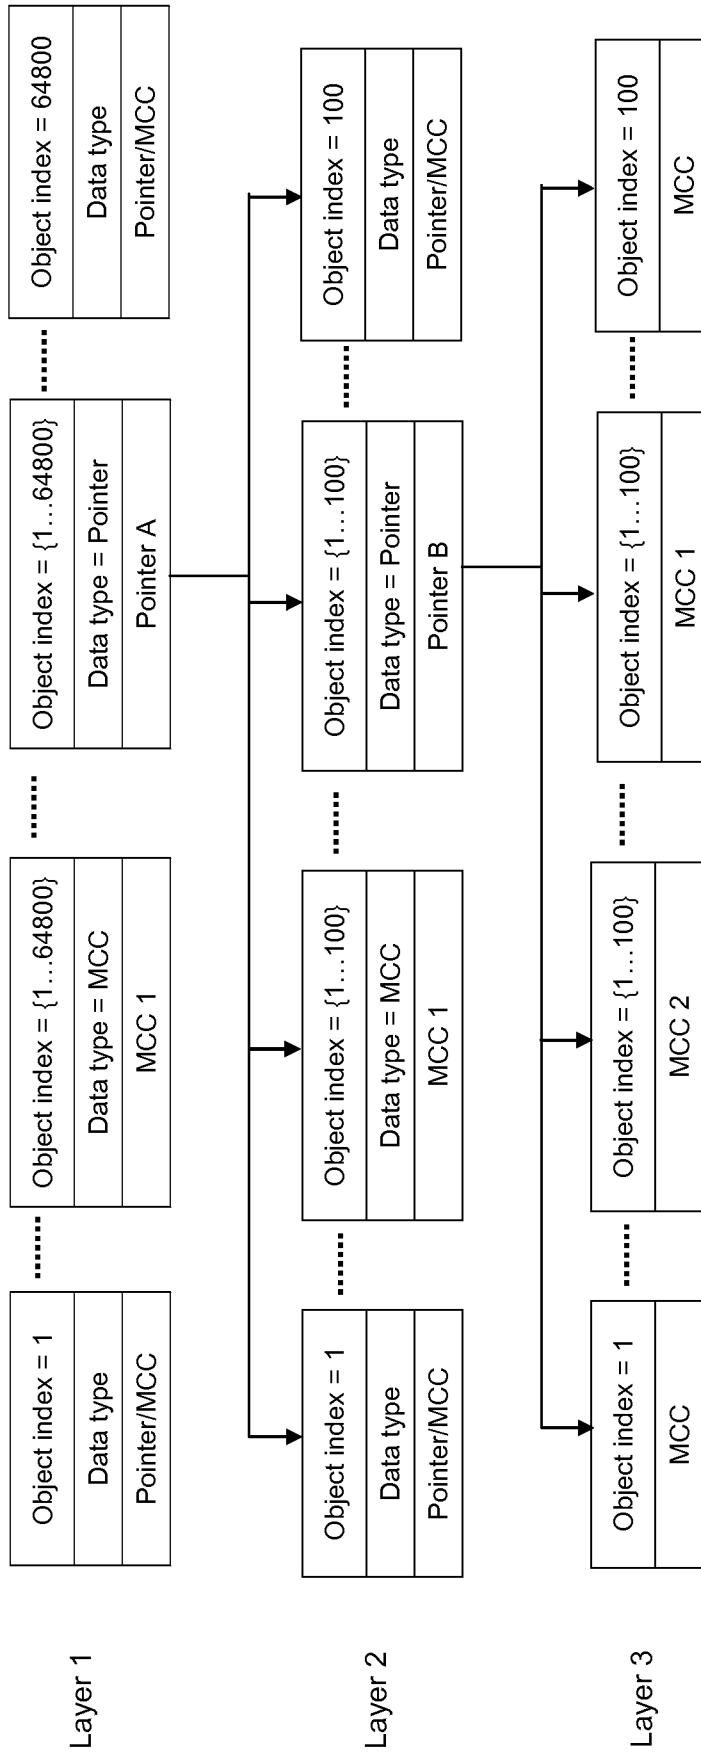 Layer 1
Object index = 1
Data type
Pointer/MCC
........
Object index = {1…64800}
Data type = MCC
MCC 1
........
Object index = {1…64800}
Data type = Pointer
Pointer A
........
Object index = 64800
Data type
Pointer/MCC
Layer 2
Object index = 1
Data type
Pointer/MCC
........
Object index = {1…100}
Data type = MCC
MCC 1
........
Object index = {1…100}
Data type = Pointer
Pointer B
........
Object index = 100
Data type
Pointer/MCC
Layer 3
Object index = 1
MCC
........
Object index = {1…100}
MCC 2
........
Object index = {1…100}
MCC 1
........
Object index = 100
MCC